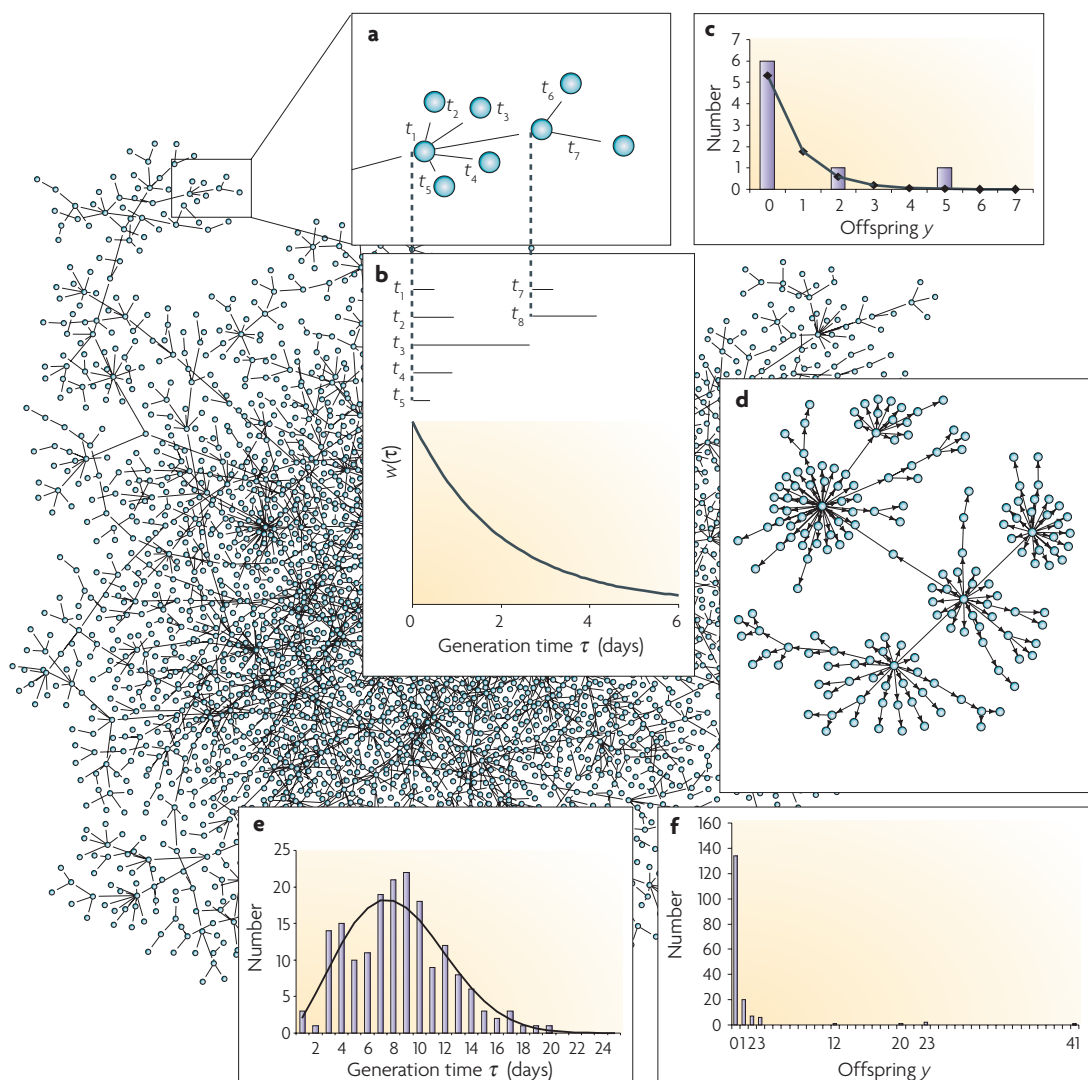 a
t1
t2
t3
t4
t5
t6
t7
b
t1
t2
t3
t4
t5
t7
t8
w(τ)
0 2 4 6
Generation time τ (days)
c
Number
7
6
5
4
3
2
1
0
0 1 2 3 4 5 6 7
Offspring y
d
e
Number
25
20
15
10
5
0
2 4 6 8 10 12 14 16 18 20 22 24
Generation time τ (days)
f
Number
160
140
120
100
80
60
40
20
0
0123 12 20 23 41
Offspring y